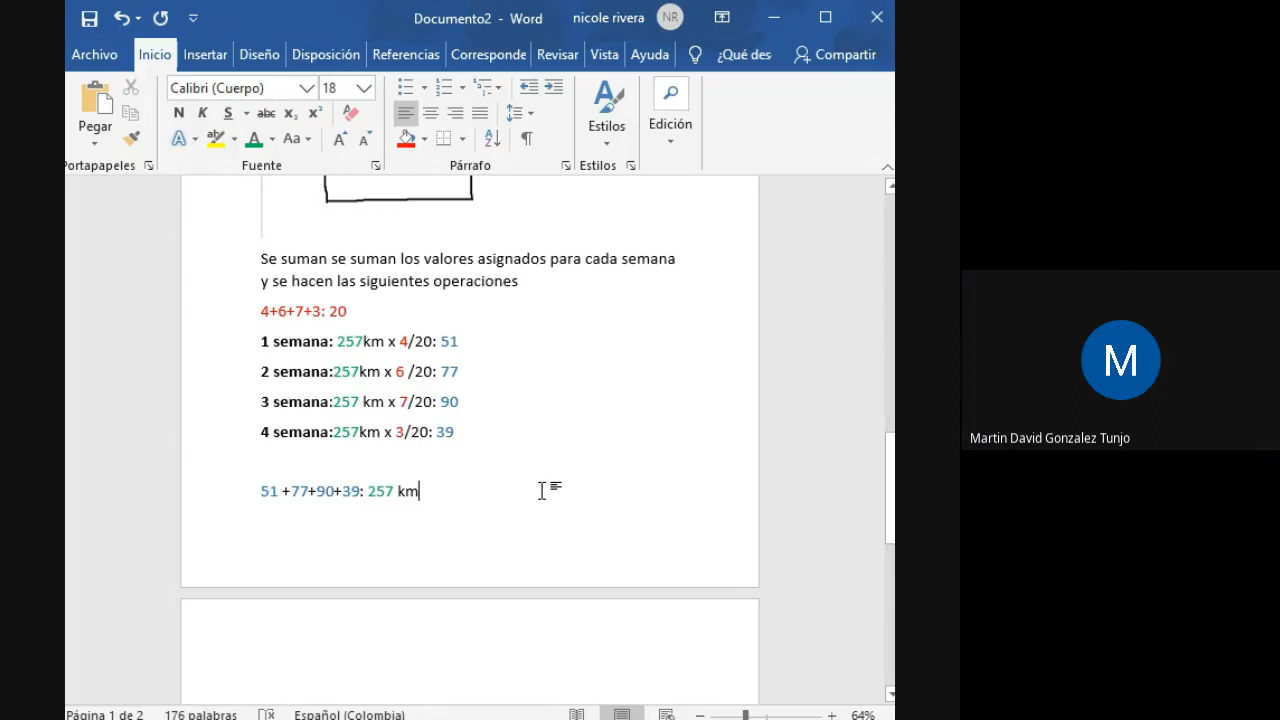 Documento2 - Word
nicole rivera
NR
Archivo
Inicio
Insertar
Diseño
Disposición
Referencias
Corresponde
Revisar
Vista
Ayuda
¿Qué des
Compartir
Pegar
Calibri (Cuerpo)
18
N K S abc x₂ x²
A A Aa A A
Estilos
Edición
Portapapeles
Fuente
Párrafo
Estilos
Se suman se suman los valores asignados para cada semana
y se hacen las siguientes operaciones
4+6+7+3: 20
1 semana: 257km x 4/20: 51
2 semana:257km x 6 /20: 77
3 semana:257 km x 7/20: 90
4 semana:257km x 3/20: 39
51 +77+90+39: 257 km
M
Martin David Gonzalez Tunjo
Página 1 de 2
176 palabras
Español (Colombia)
64%